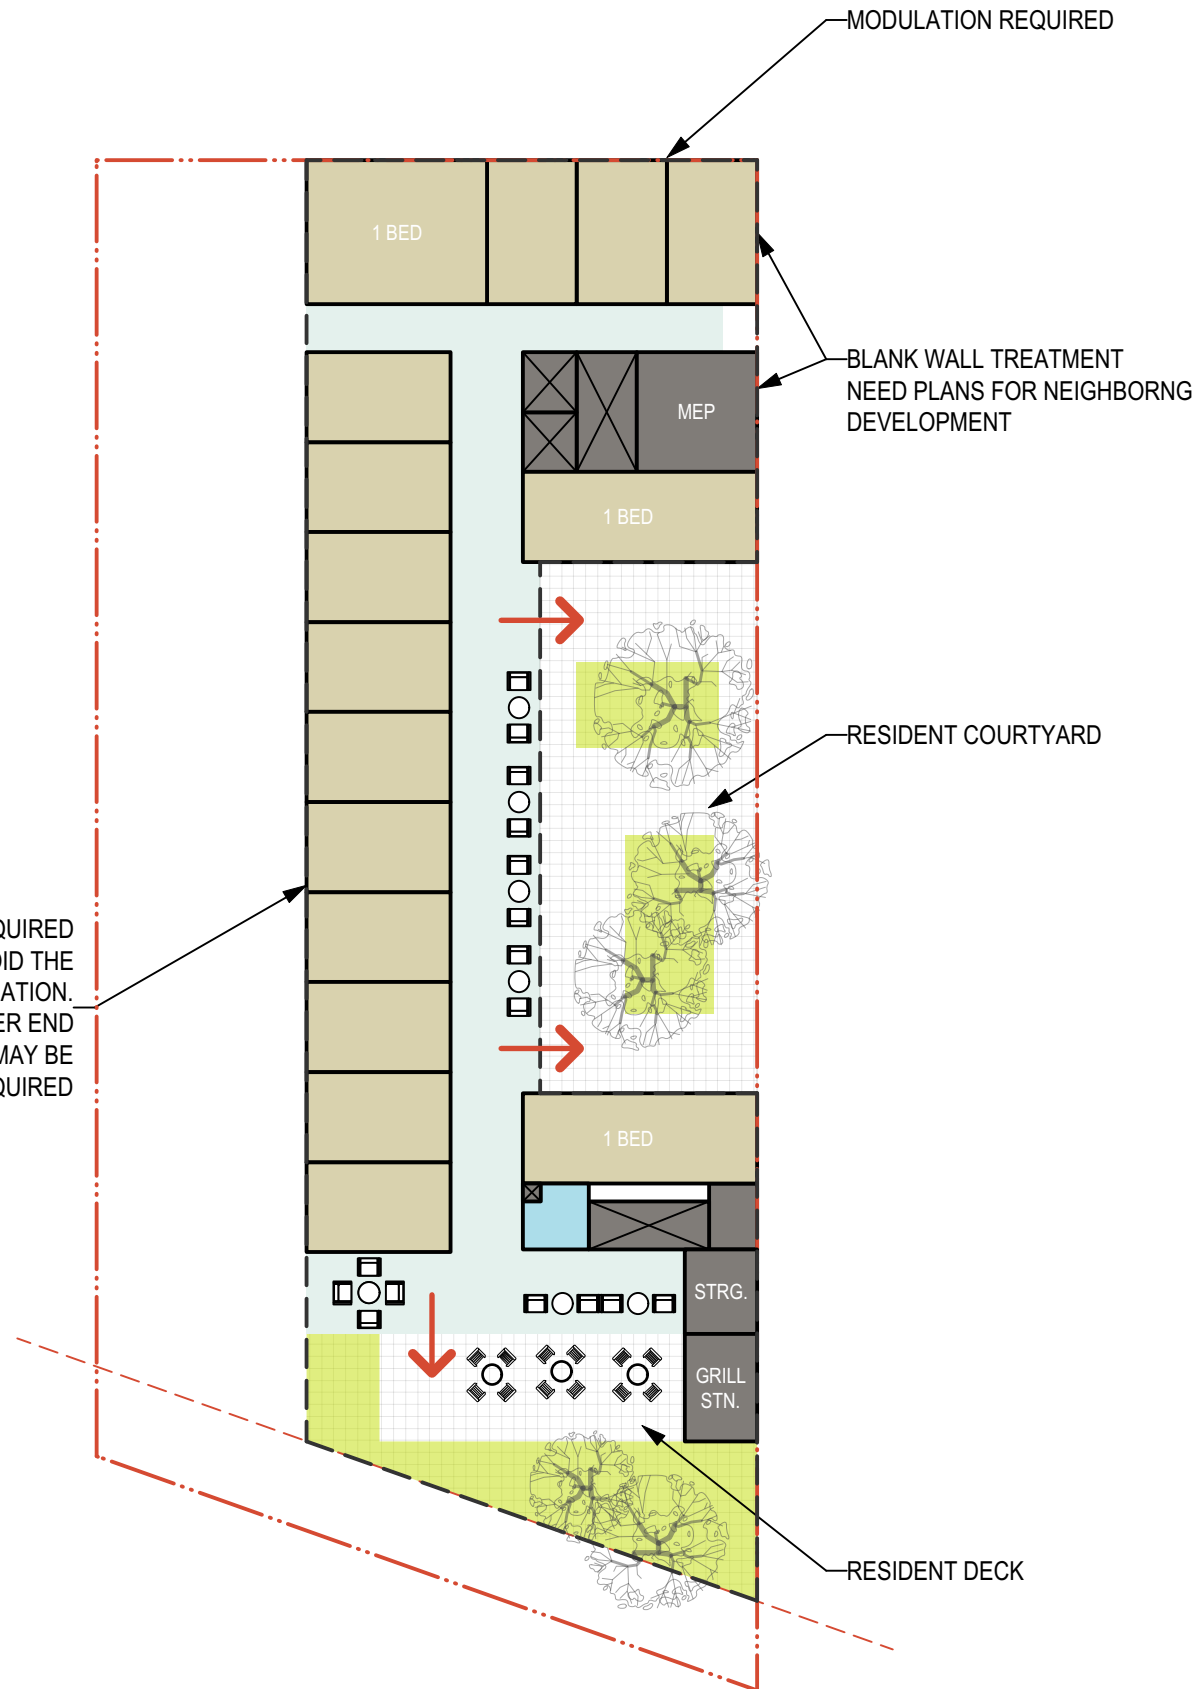 MODULATION REQUIRED
1 BED
BLANK WALL TREATMENT
NEED PLANS FOR NEIGHBORNG
DEVELOPMENT
MEP
1 BED
RESIDENT COURTYARD
QUIRED
OID THE
ATION.
ER END
MAY BE
QUIRED
1 BED
STRG.
GRILL
STN.
RESIDENT DECK